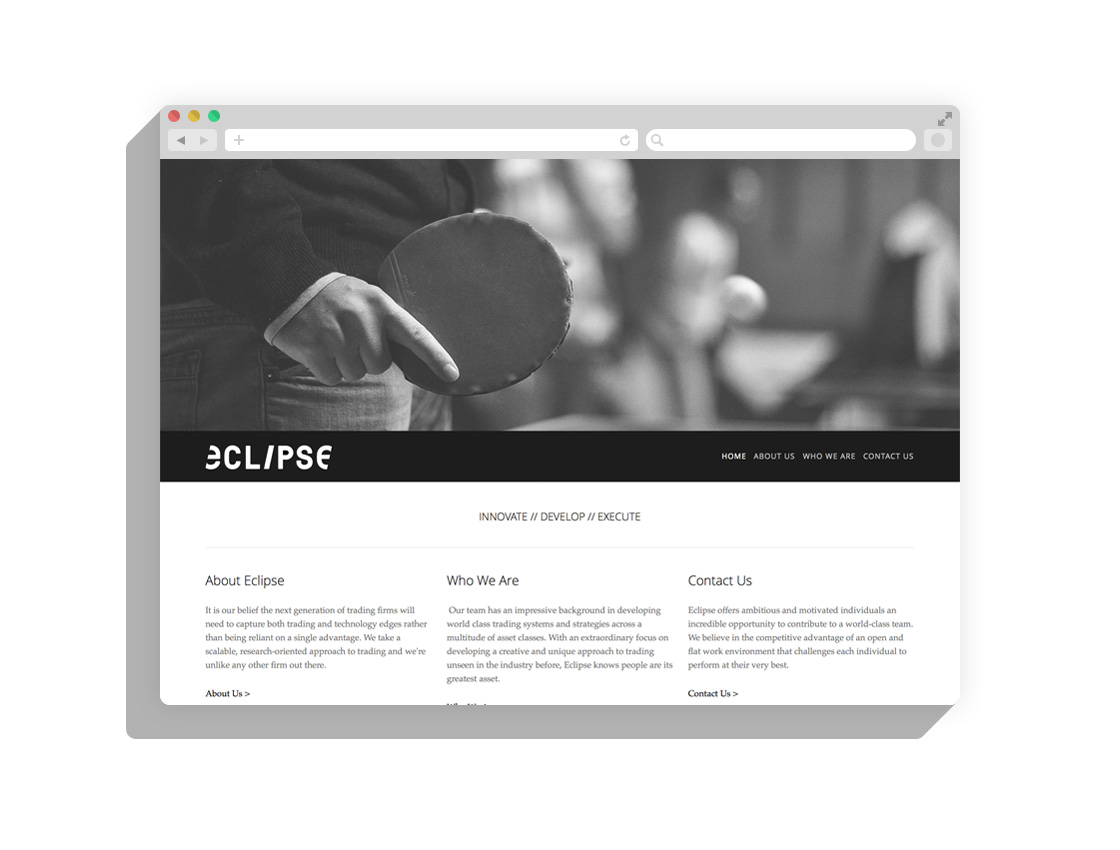 ECLIPSE
HOME ABOUT US WHO WE ARE CONTACT US
INNOVATE // DEVELOP // EXECUTE
About Eclipse
It is our belief the next generation of trading firms will
need to capture both trading and technology edges rather
than being reliant on a single advantage. We take a
scalable, research-oriented approach to trading and we're
unlike any other firm out there.
About Us >
Who We Are
Our team has an impressive background in developing
world class trading systems and strategies across a
multitude of asset classes. With an extraordinary focus on
developing a creative and unique approach to trading
unseen in the industry before, Eclipse knows people are its
greatest asset.
Contact Us
Eclipse offers ambitious and motivated individuals an
incredible opportunity to contribute to a world-class team.
We believe in the competitive advantage of an open and
flat work environment that challenges each individual to
perform at their very best.
Contact Us >